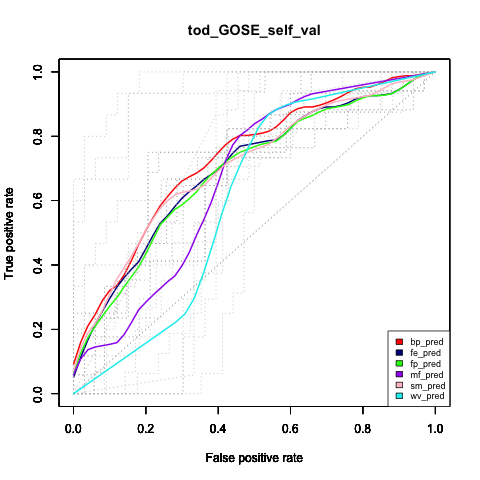 tod_GOSE_self_val
True positive rate
1.0
0.8
0.6
0.4
0.2
0.0
bp_pred
fe_pred
fp_pred
mf_pred
sm_pred
wv_pred
0.0 0.2 0.4 0.6 0.8 1.0
False positive rate